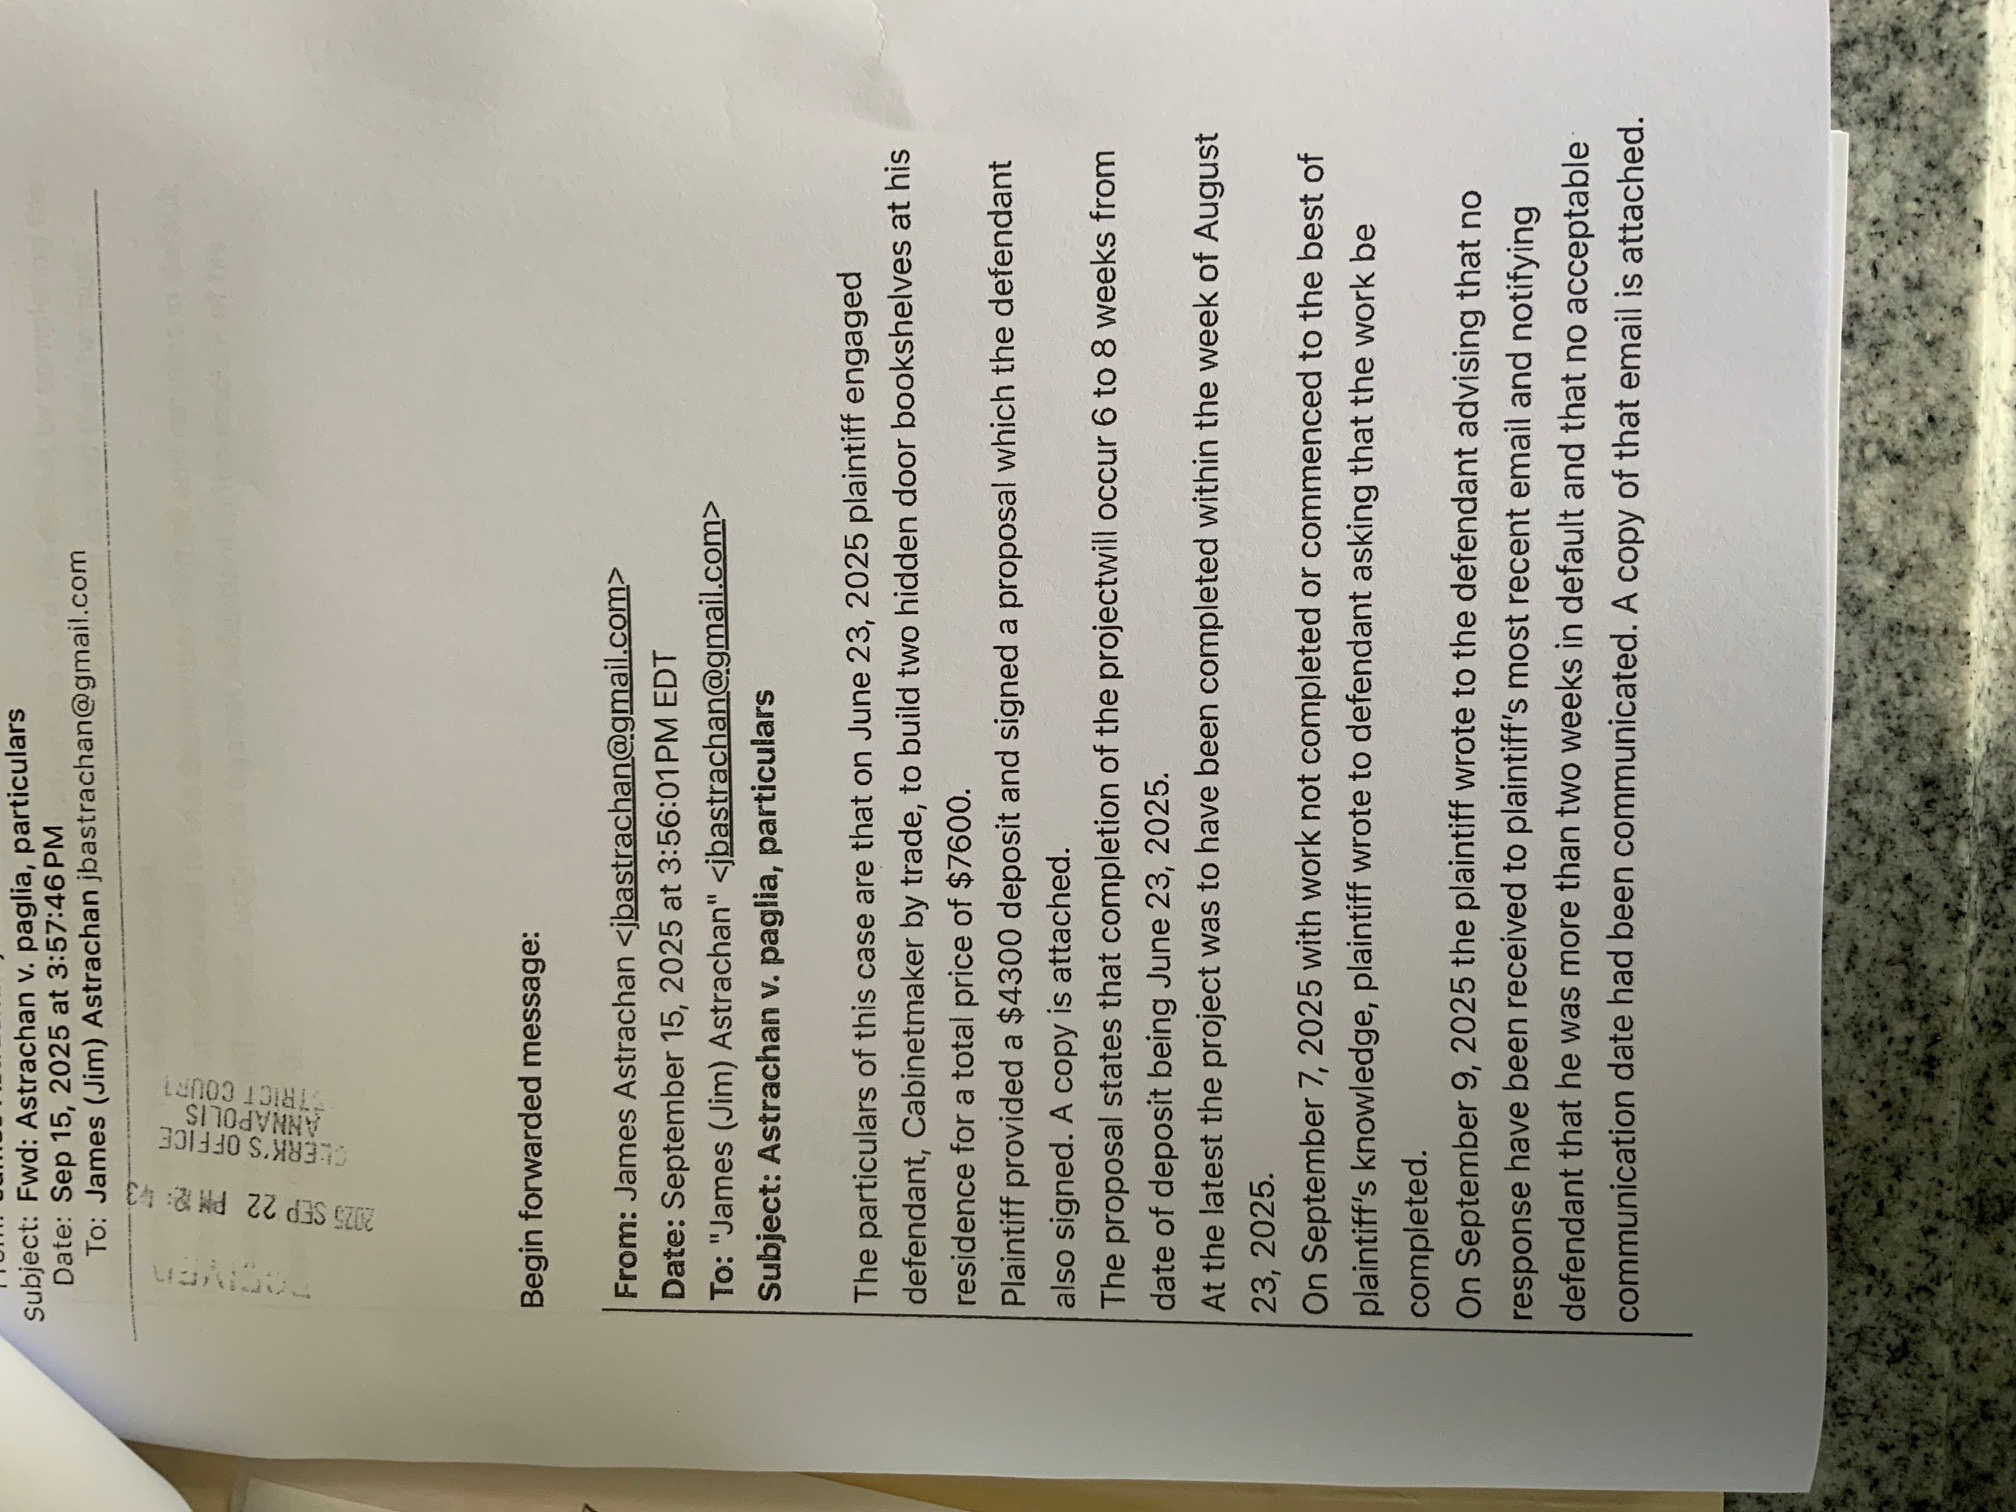 Subject: Fwd: Astrachan v. paglia, particulars
Date: Sep 15, 2025 at 3:57:46 PM
To: James (Jim) Astrachan jbastrachan@gmail.com
2025 SEP 22 PM
CLERK'S OFFICE
ANNAPOLIS
TRICT COURT
Begin forwarded message:
From: James Astrachan <jbastrachan@gmail.com>
Date: September 15, 2025 at 3:56:01 PM EDT
To: "James (Jim) Astrachan" <jbastrachan@gmail.com>
Subject: Astrachan v. paglia, particulars
The particulars of this case are that on June 23, 2025 plaintiff engaged
defendant, Cabinetmaker by trade, to build two hidden door bookshelves at his
residence for a total price of $7600.
Plaintiff provided a $4300 deposit and signed a proposal which the defendant
also signed. A copy is attached.
The proposal states that completion of the projectwill occur 6 to 8 weeks from
date of deposit being June 23, 2025.
At the latest the project was to have been completed within the week of August
23, 2025.
On September 7, 2025 with work not completed or commenced to the best of
plaintiff's knowledge, plaintiff wrote to defendant asking that the work be
completed.
On September 9, 2025 the plaintiff wrote to the defendant advising that no
response have been received to plaintiff's most recent email and notifying
defendant that he was more than two weeks in default and that no acceptable
communication date had been communicated. A copy of that email is attached.